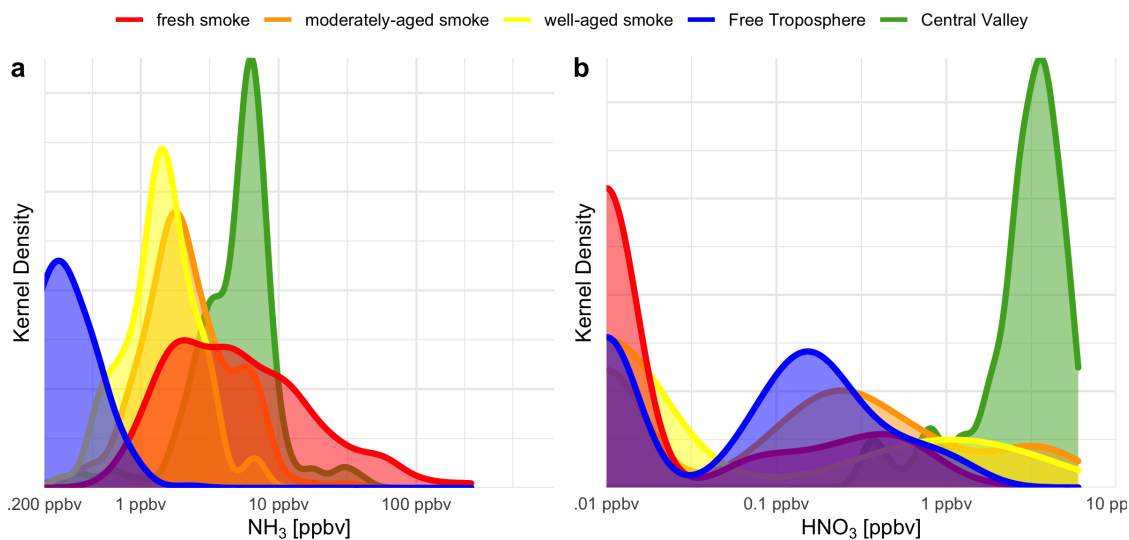 fresh smoke moderately-aged smoke well-aged smoke Free Troposphere Central Valley
a
b
Kernel Density
.200 ppbv 1 ppbv 10 ppbv 100 ppbv
NH₃ [ppbv]
Kernel Density
.01 ppbv 0.1 ppbv 1 ppbv 10 pp
HNO₃ [ppbv]